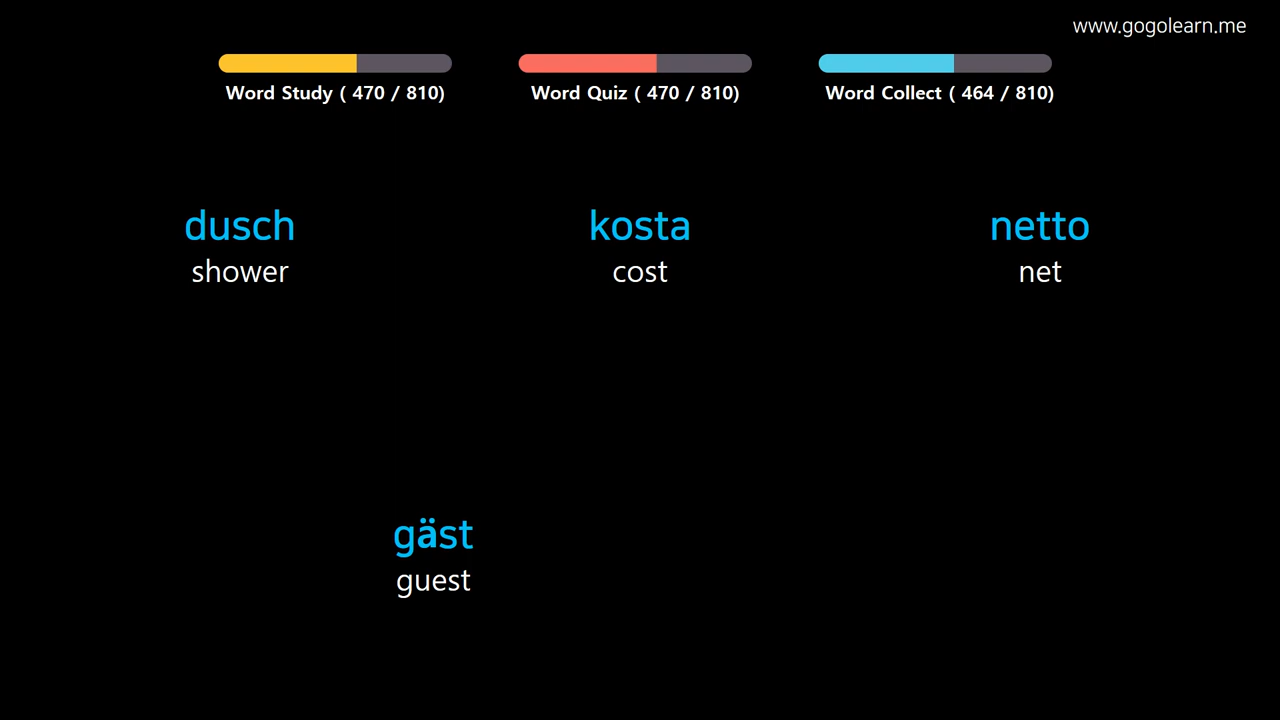 www.gogolearn.me
Word Study ( 470 / 810)
Word Quiz ( 470 / 810)
Word Collect ( 464 / 810)
dusch
shower
kosta
cost
netto
net
gäst
guest